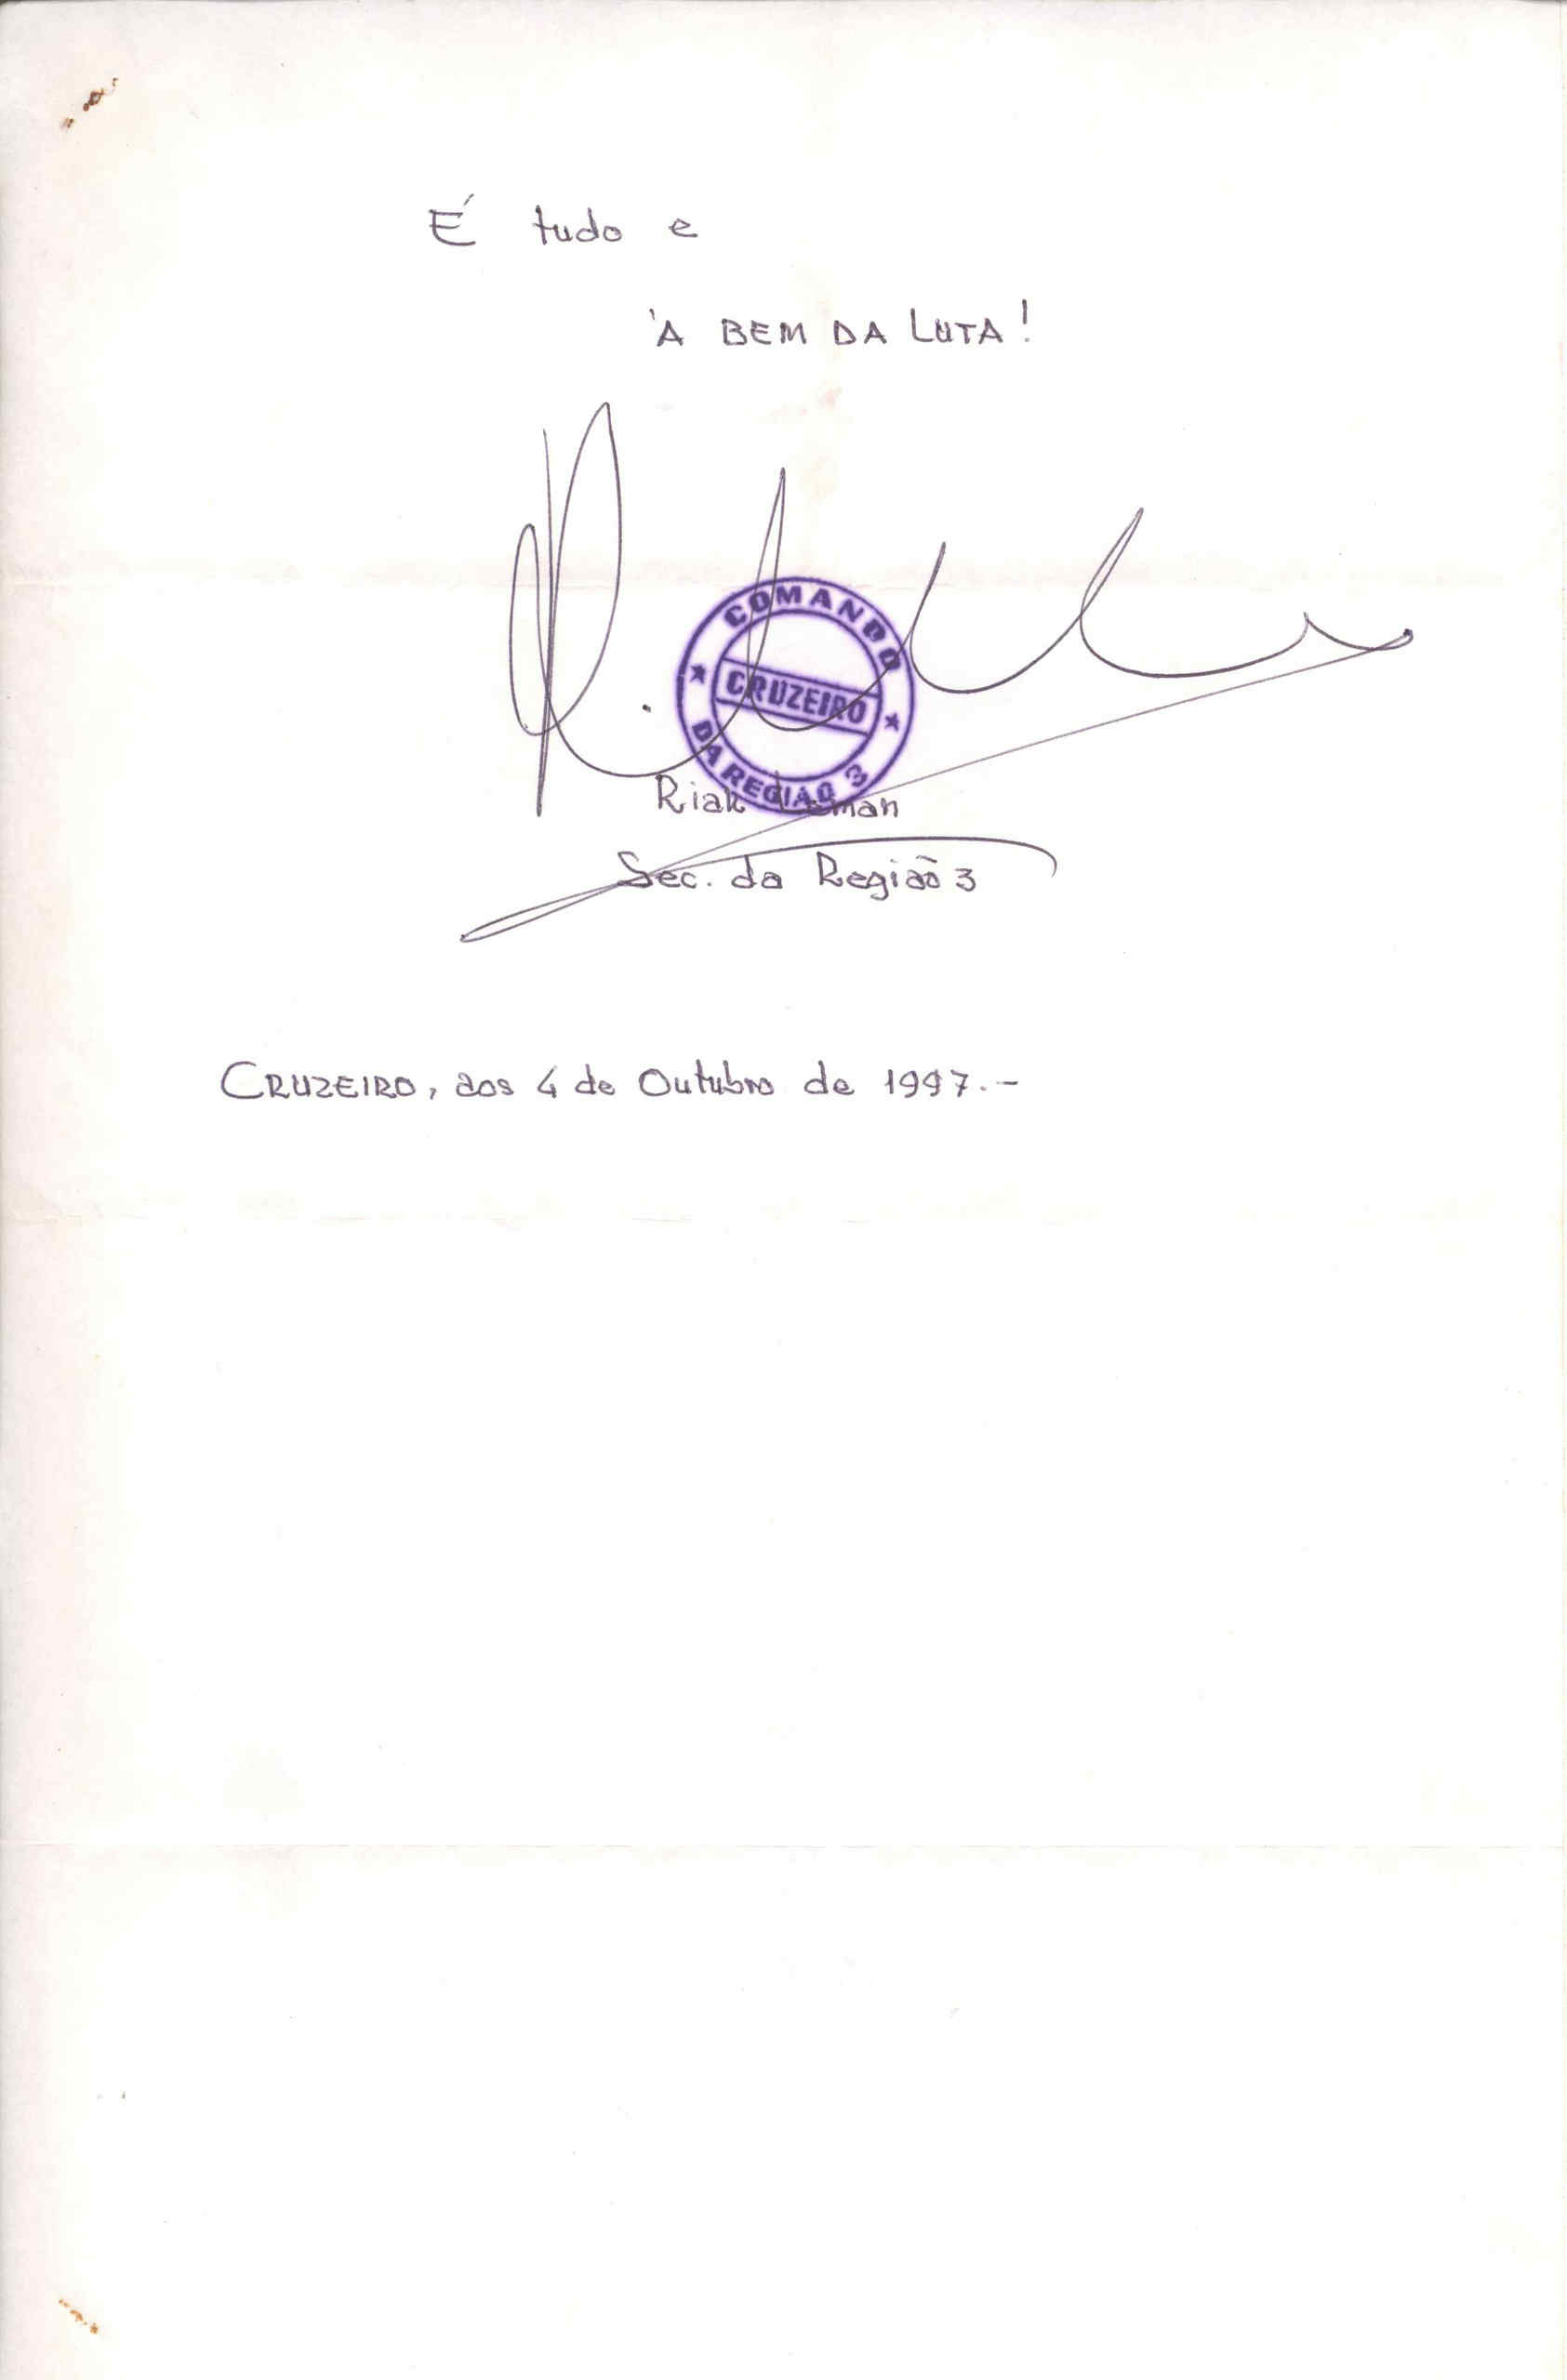 É tudo e
'A BEM DA LUTA!
COMANDO
CRUZEIRO
DA REGIÃO 3
Riak Leman
Sec. da Região 3
CRUZEIRO, aos 4 de Outubro de 1997.-